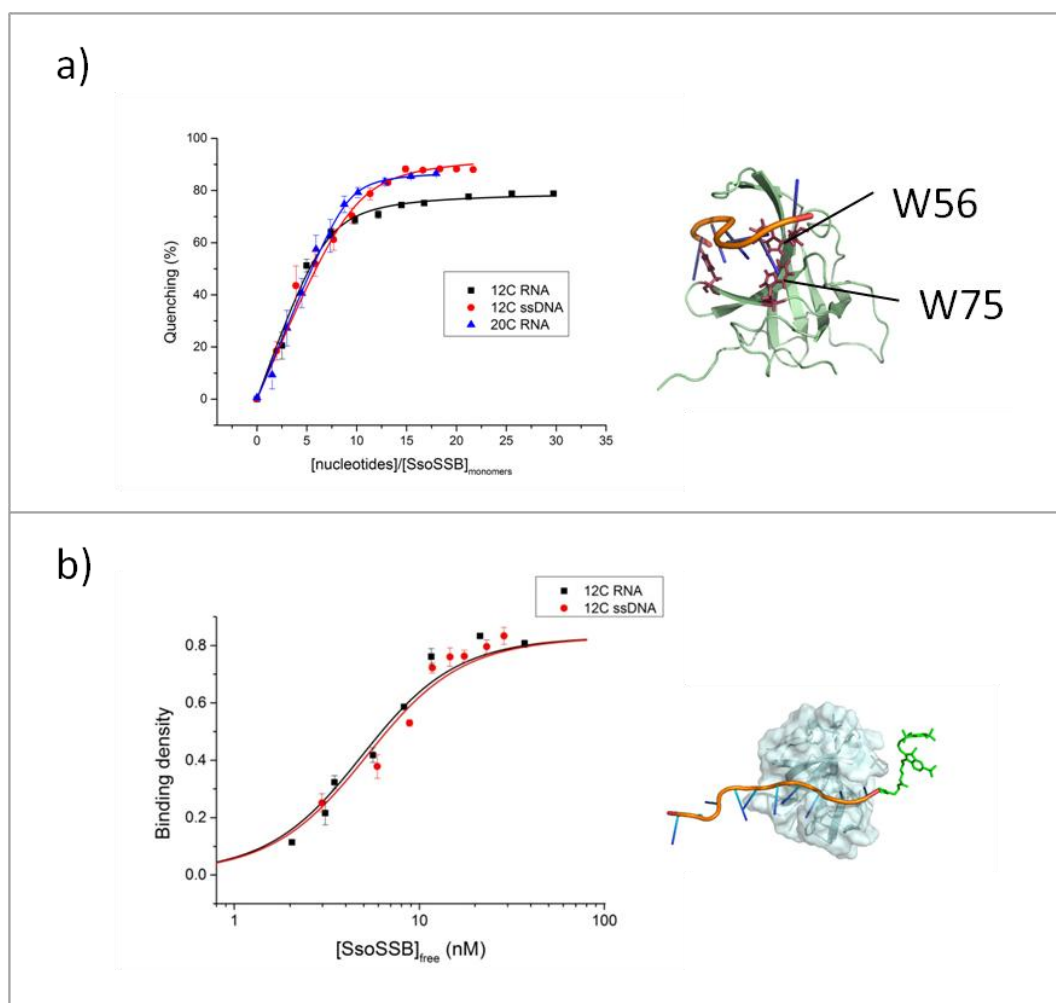 a)
100
80
60
40
20
0
Quenching (%)
12C RNA
12C ssDNA
20C RNA
0 5 10 15 20 25 30 35
[nucleotides]/[SsoSSB]monomers
W56
W75
b)
12C RNA
12C ssDNA
1.0
0.8
0.6
0.4
0.2
0.0
Binding density
1 10 100
[SsoSSB]free (nM)